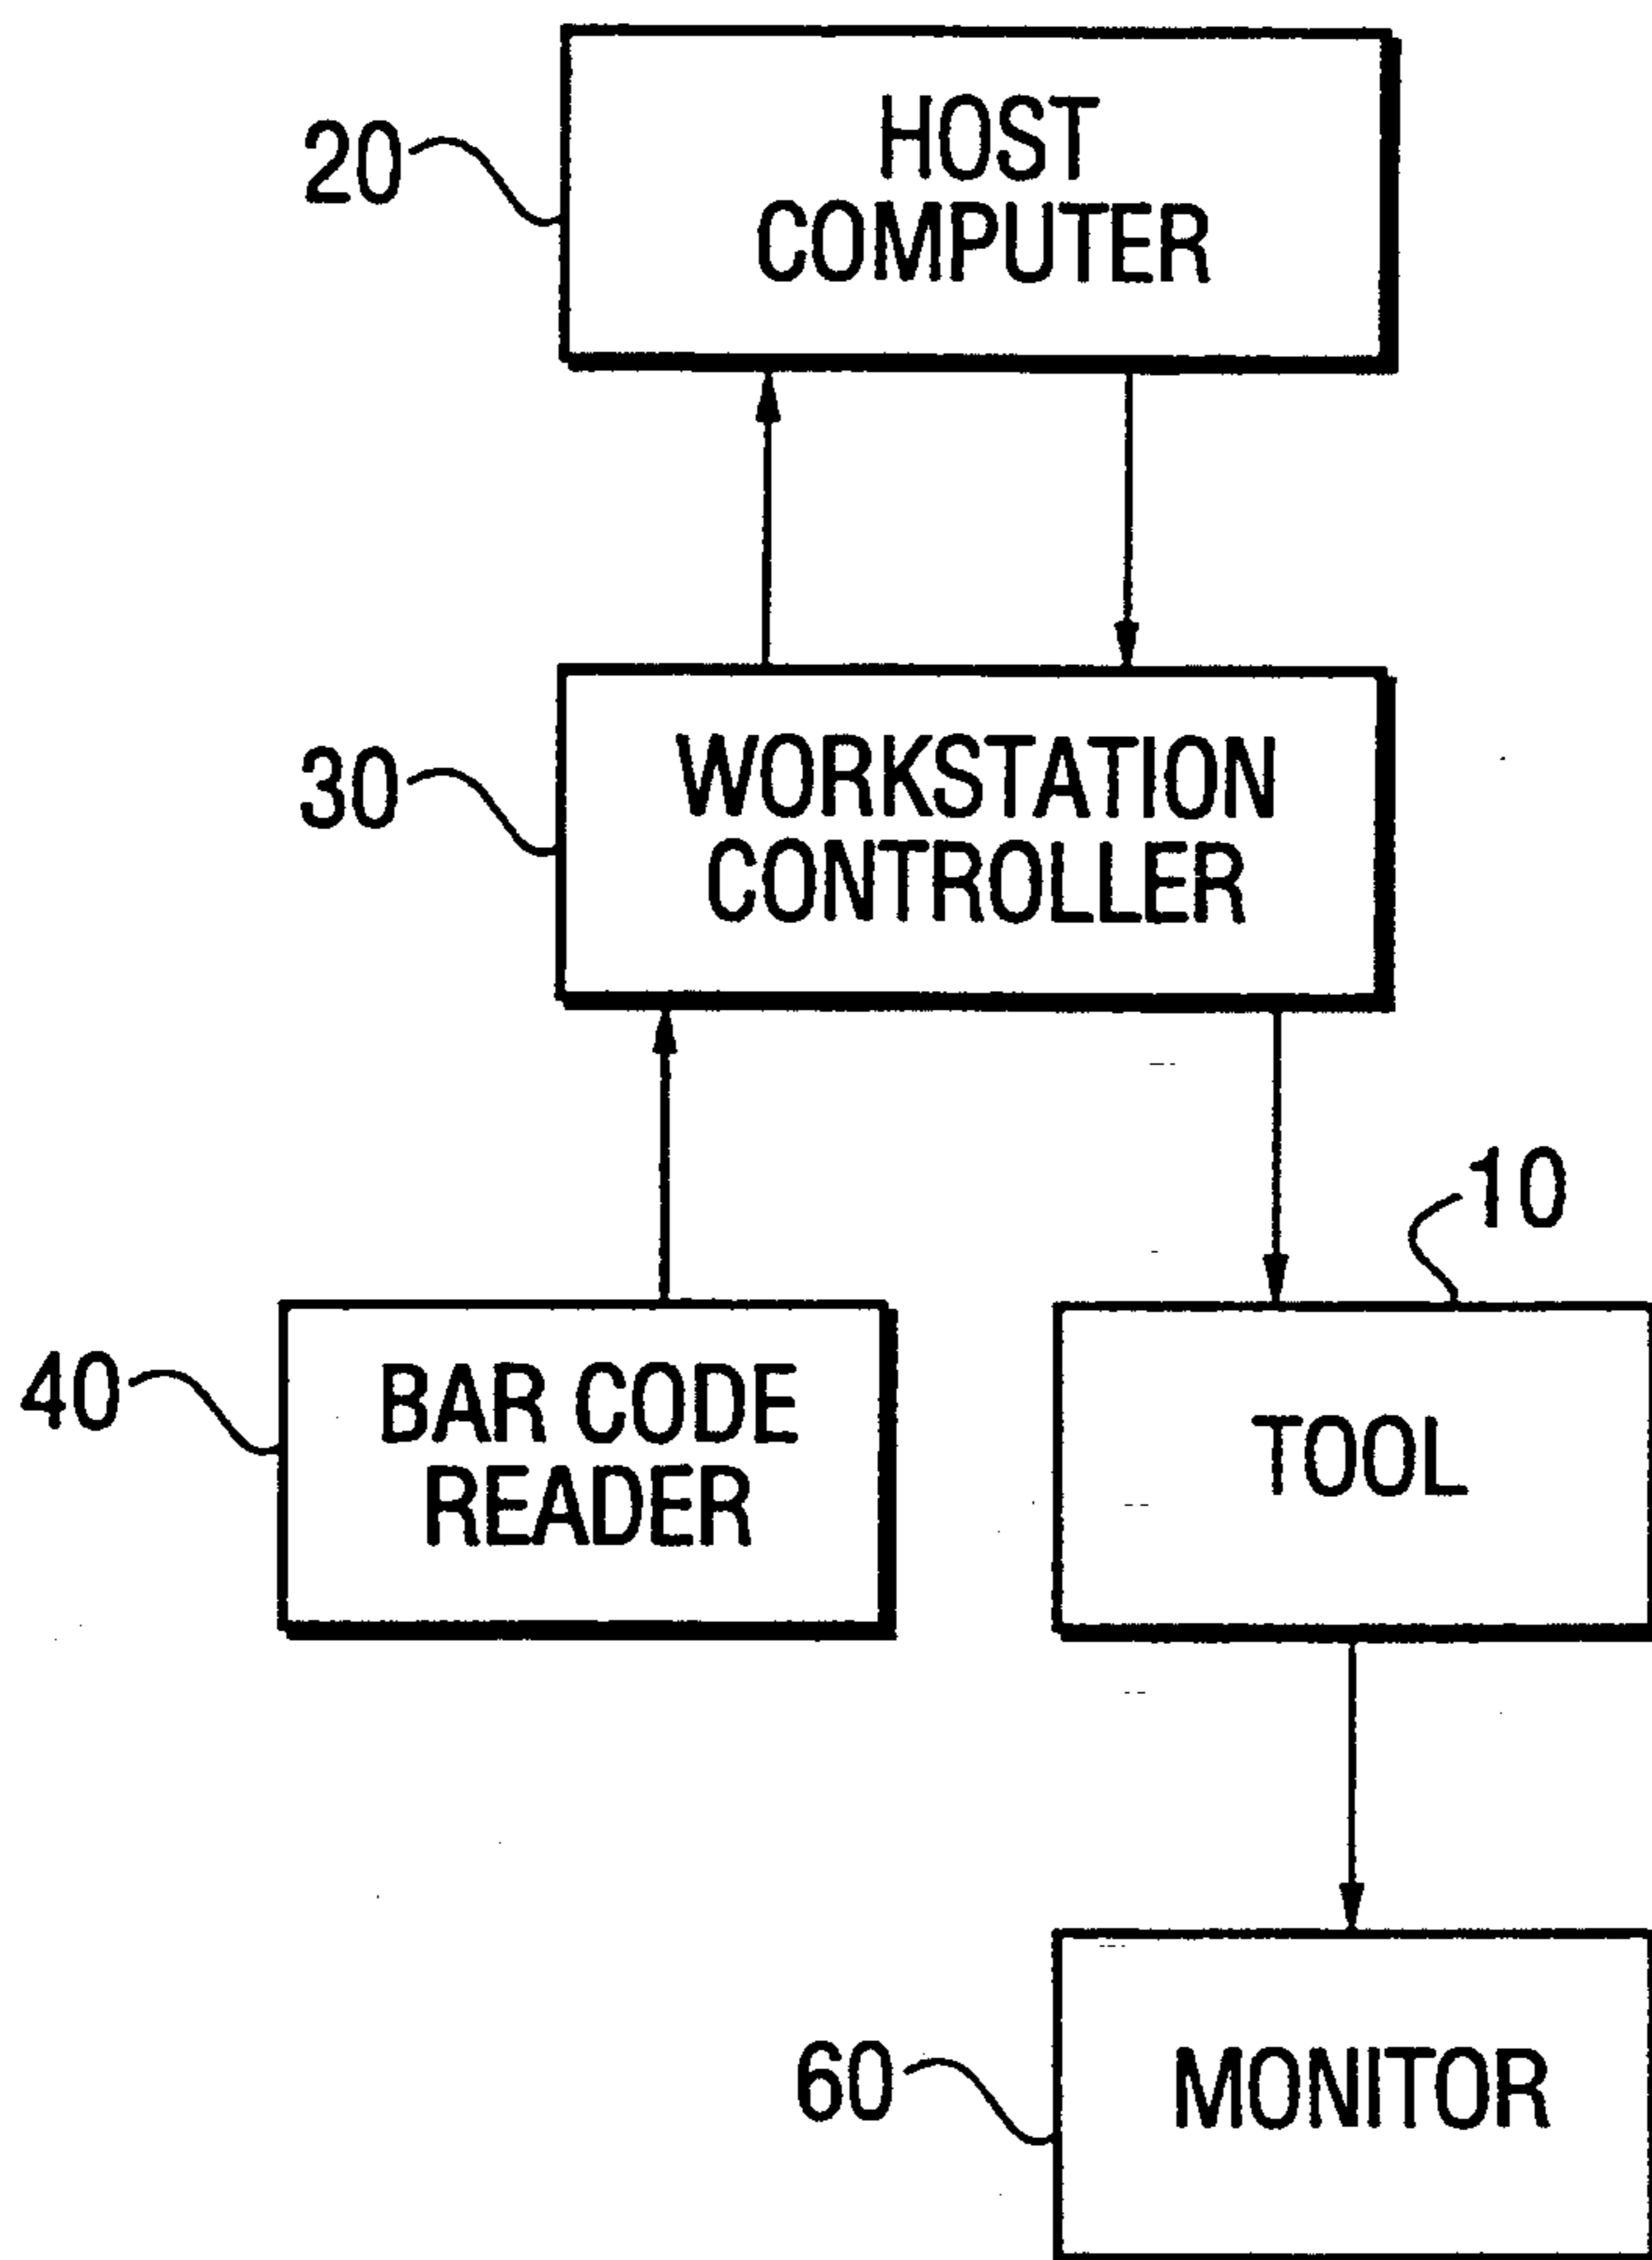 20
HOST
COMPUTER
30
WORKSTATION
CONTROLLER
10
40
BAR CODE
READER
TOOL
60
MONITOR